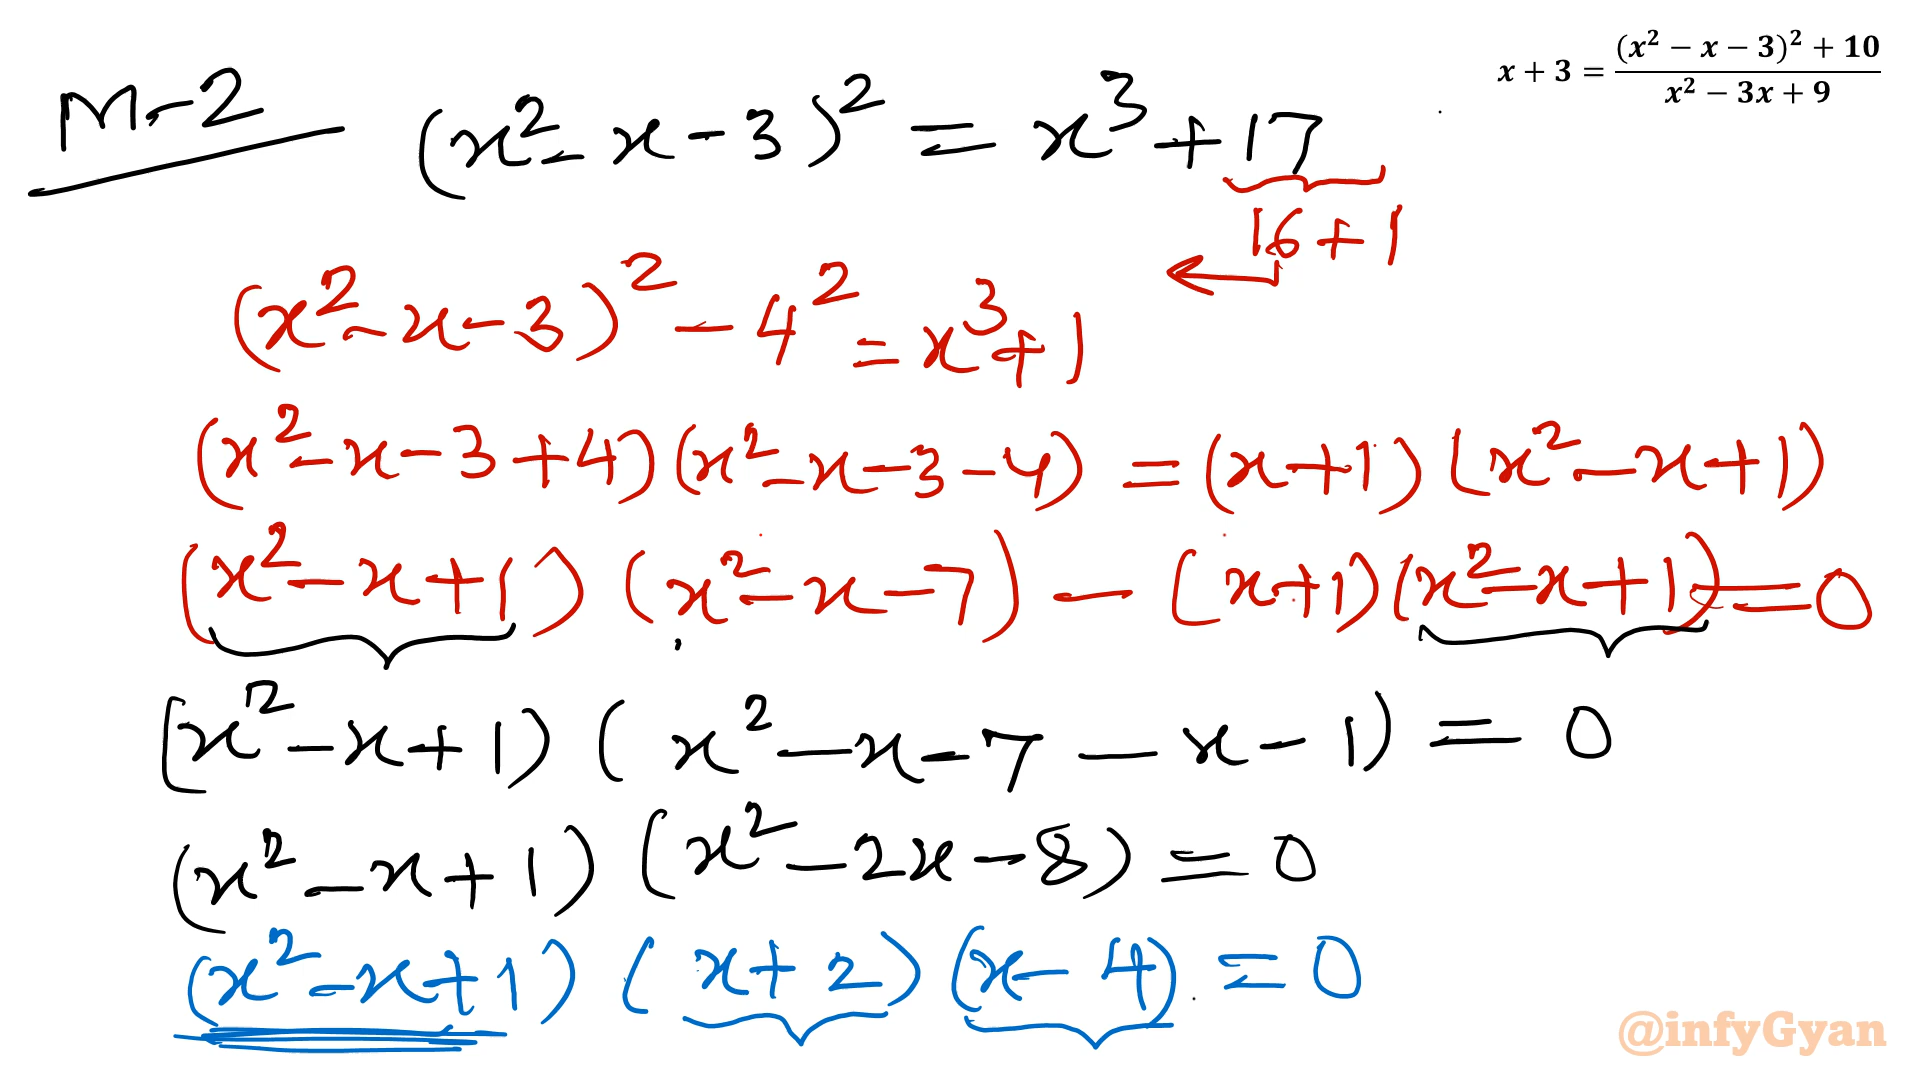 x + 3 = (x² − x − 3)² + 10 / x² − 3x + 9
M-2 (x² - x - 3)² = x³ + 17
16 + 1
(x² - x - 3)² - 4² = x³ + 1
(x² - x - 3 + 4) (x² - x - 3 - 4) = (x + 1) (x² - x + 1)
(x² - x + 1) (x² - x - 7) - (x + 1) (x² - x + 1) = 0
(x² - x + 1) (x² - x - 7 - x - 1) = 0
(x² - x + 1) (x² - 2x - 8) = 0
(x² - x + 1) (x + 2) (x - 4) = 0
@infyGyan